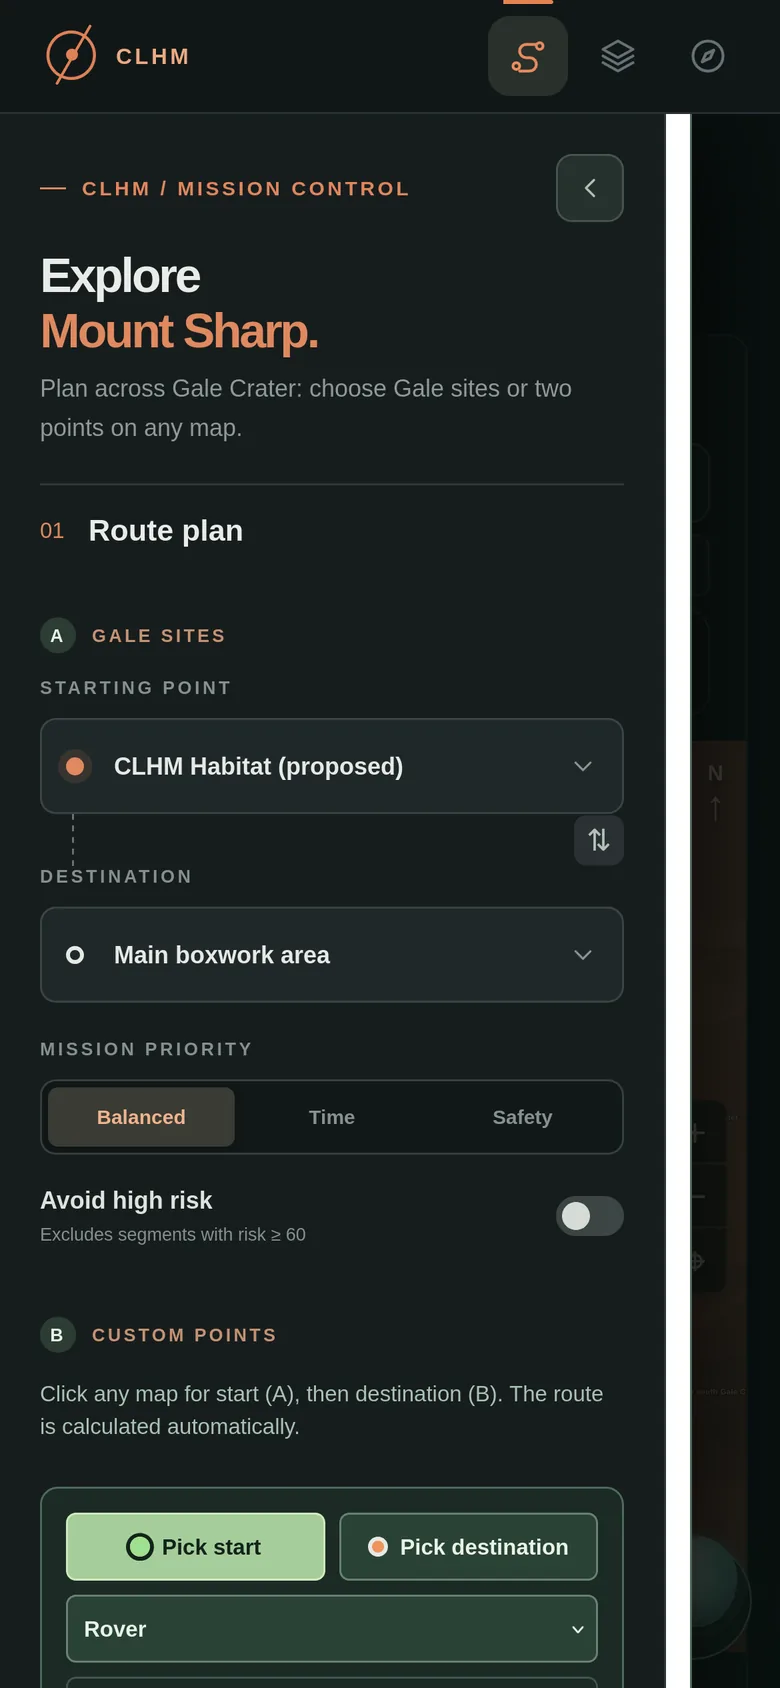 CLHM
CLHM / MISSION CONTROL
Explore
Mount Sharp.
Plan across Gale Crater: choose Gale sites or two
points on any map.
01 Route plan
A GALE SITES
STARTING POINT
CLHM Habitat (proposed)
DESTINATION
Main boxwork area
MISSION PRIORITY
Balanced Time Safety
Avoid high risk
Excludes segments with risk ≥ 60
B CUSTOM POINTS
Click any map for start (A), then destination (B). The route
is calculated automatically.
Pick start Pick destination
Rover
N